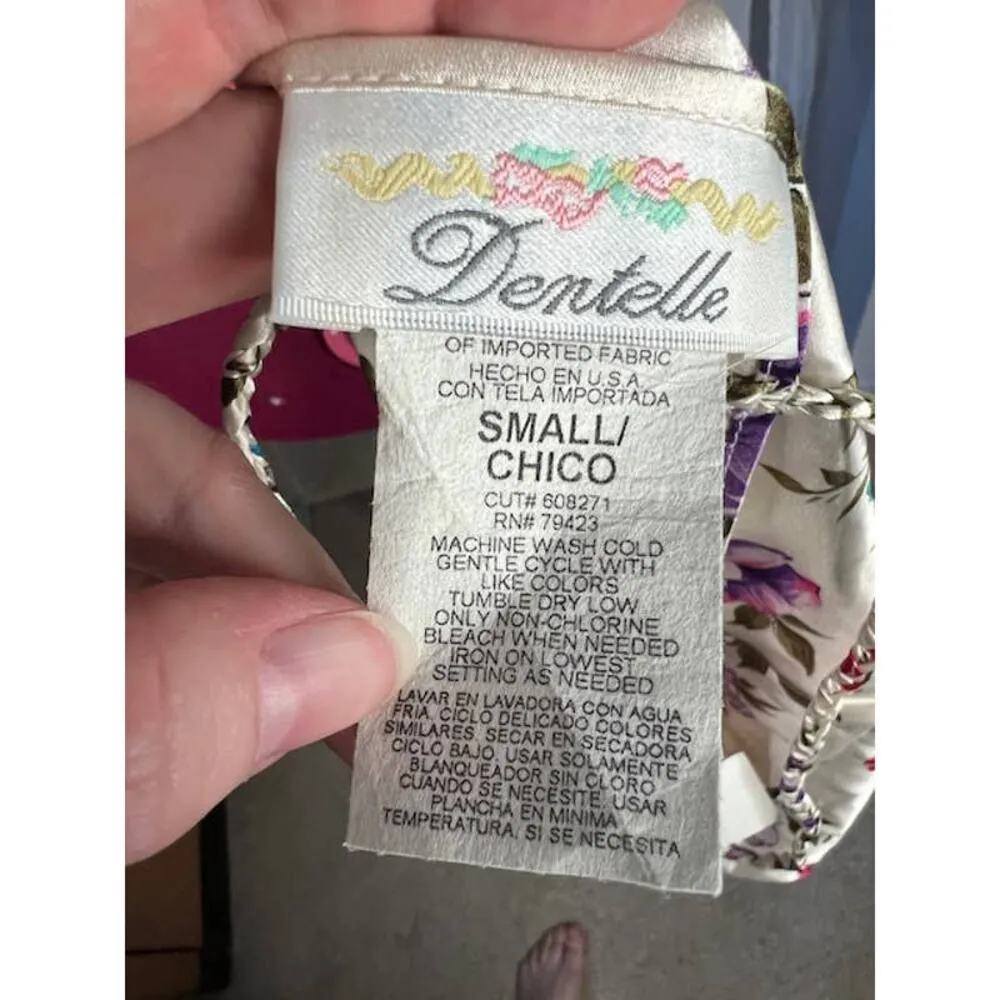 Dentelle
OF IMPORTED FABRIC
HECHO EN U.S.A.
CON TELA IMPORTADA
SMALL/
CHICO
CUT# 608271
RN# 79423
MACHINE WASH COLD
GENTLE CYCLE WITH
LIKE COLORS
TUMBLE DRY LOW
ONLY NON-CHLORINE
BLEACH WHEN NEEDED
IRON ON LOWEST
SETTING AS NEEDED
LAVAR EN LAVADORA CON AGUA
FRIA. CICLO DELICADO COLORES
SIMILARES. SECAR EN SECADORA
CICLO BAJO. USAR SOLAMENTE
BLANQUEADOR SIN CLORO
CUANDO SE NECESITE. USAR
PLANCHA EN MINIMA
TEMPERATURA. SI SE NECESITA